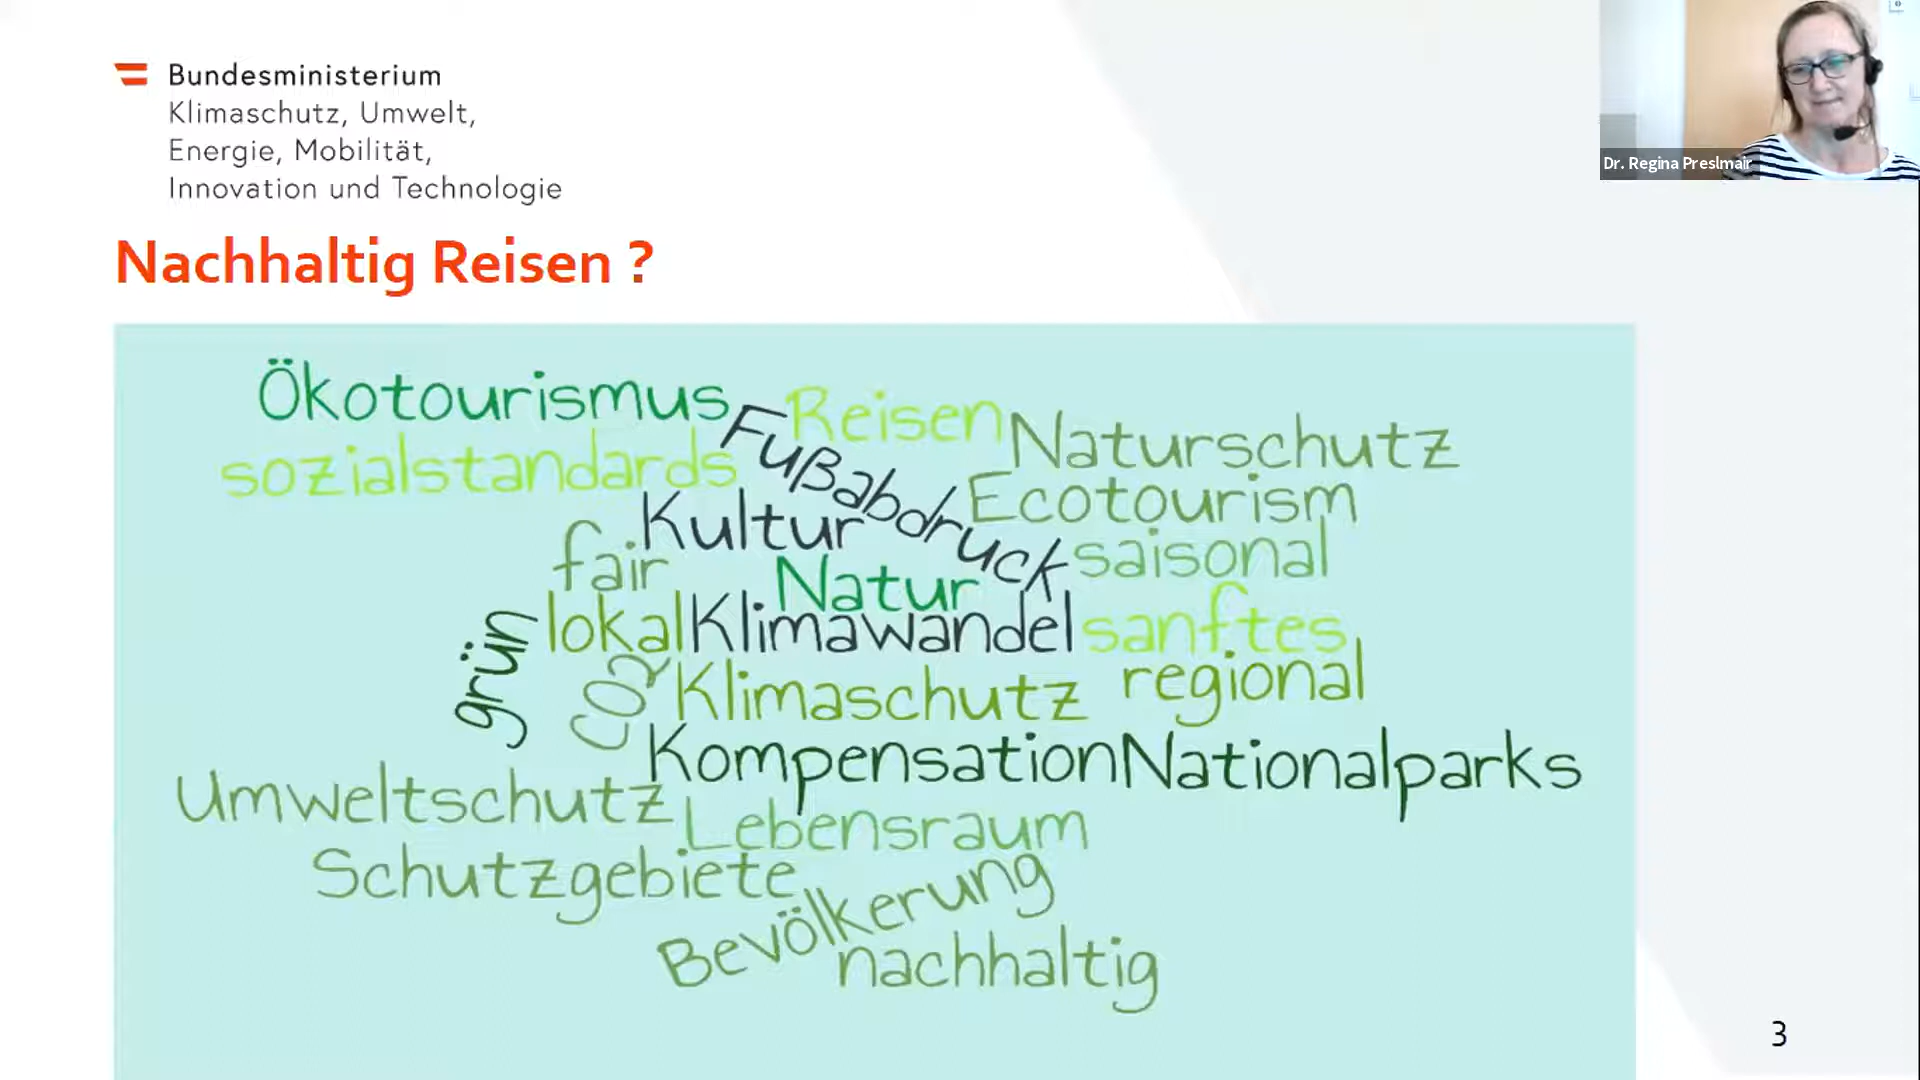 Bundesministerium
Klimaschutz, Umwelt,
Energie, Mobilität,
Innovation und Technologie
Dr. Regina Preslmair
Nachhaltig Reisen ?
Ökotourismus
Reisen
Fußabdruck
Naturschutz
sozialstandards
Ecotourism
Kultur
fair
saisonal
Natur
lokal
Klimawandel
sanftes
grün
CO2
Klimaschutz
regional
Kompensation
Nationalparks
Umweltschutz
Lebensraum
Schutzgebiete
Bevölkerung
nachhaltig
3